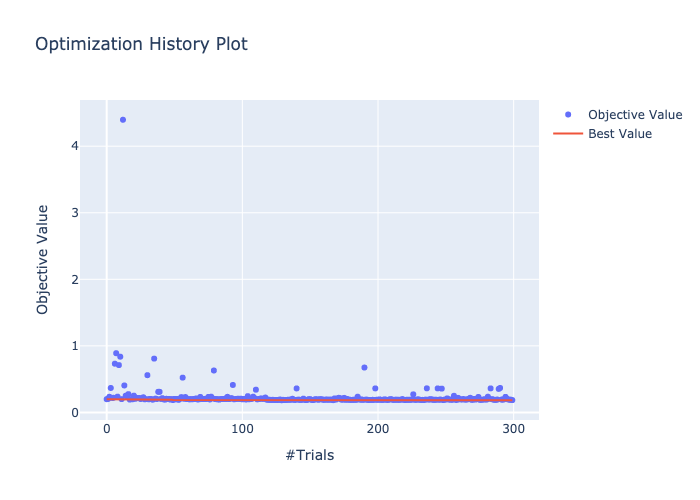 Optimization History Plot
Objective Value
Best Value
4
3
2
1
0
Objective Value
0
100
200
300
#Trials